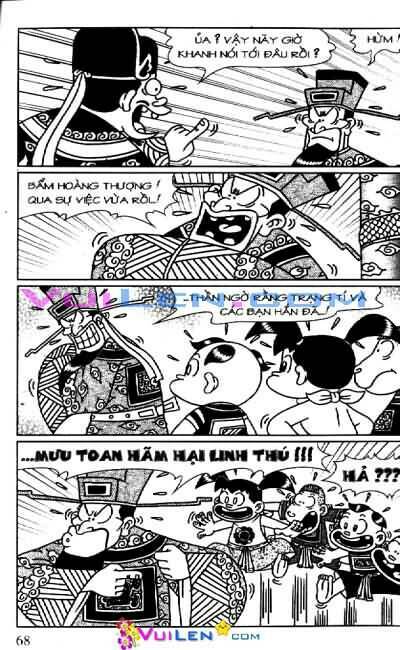 ỦA? VẬY NÃY GIỜ
KHANH NÓI TỚI ĐÂU RỒI?
HỪM!
BẨM HOÀNG THƯỢNG!
QUA SỰ VIỆC VỪA RỒI...!
...THẦN NGỜ RẰNG TRẠNG TÍ VÀ
CÁC BẠN HẮN ĐÃ...
VUILEN.COM
...MƯU TOAN HÃM HẠI LINH THÚ!!!
HẢ???
68
VUILEN.COM